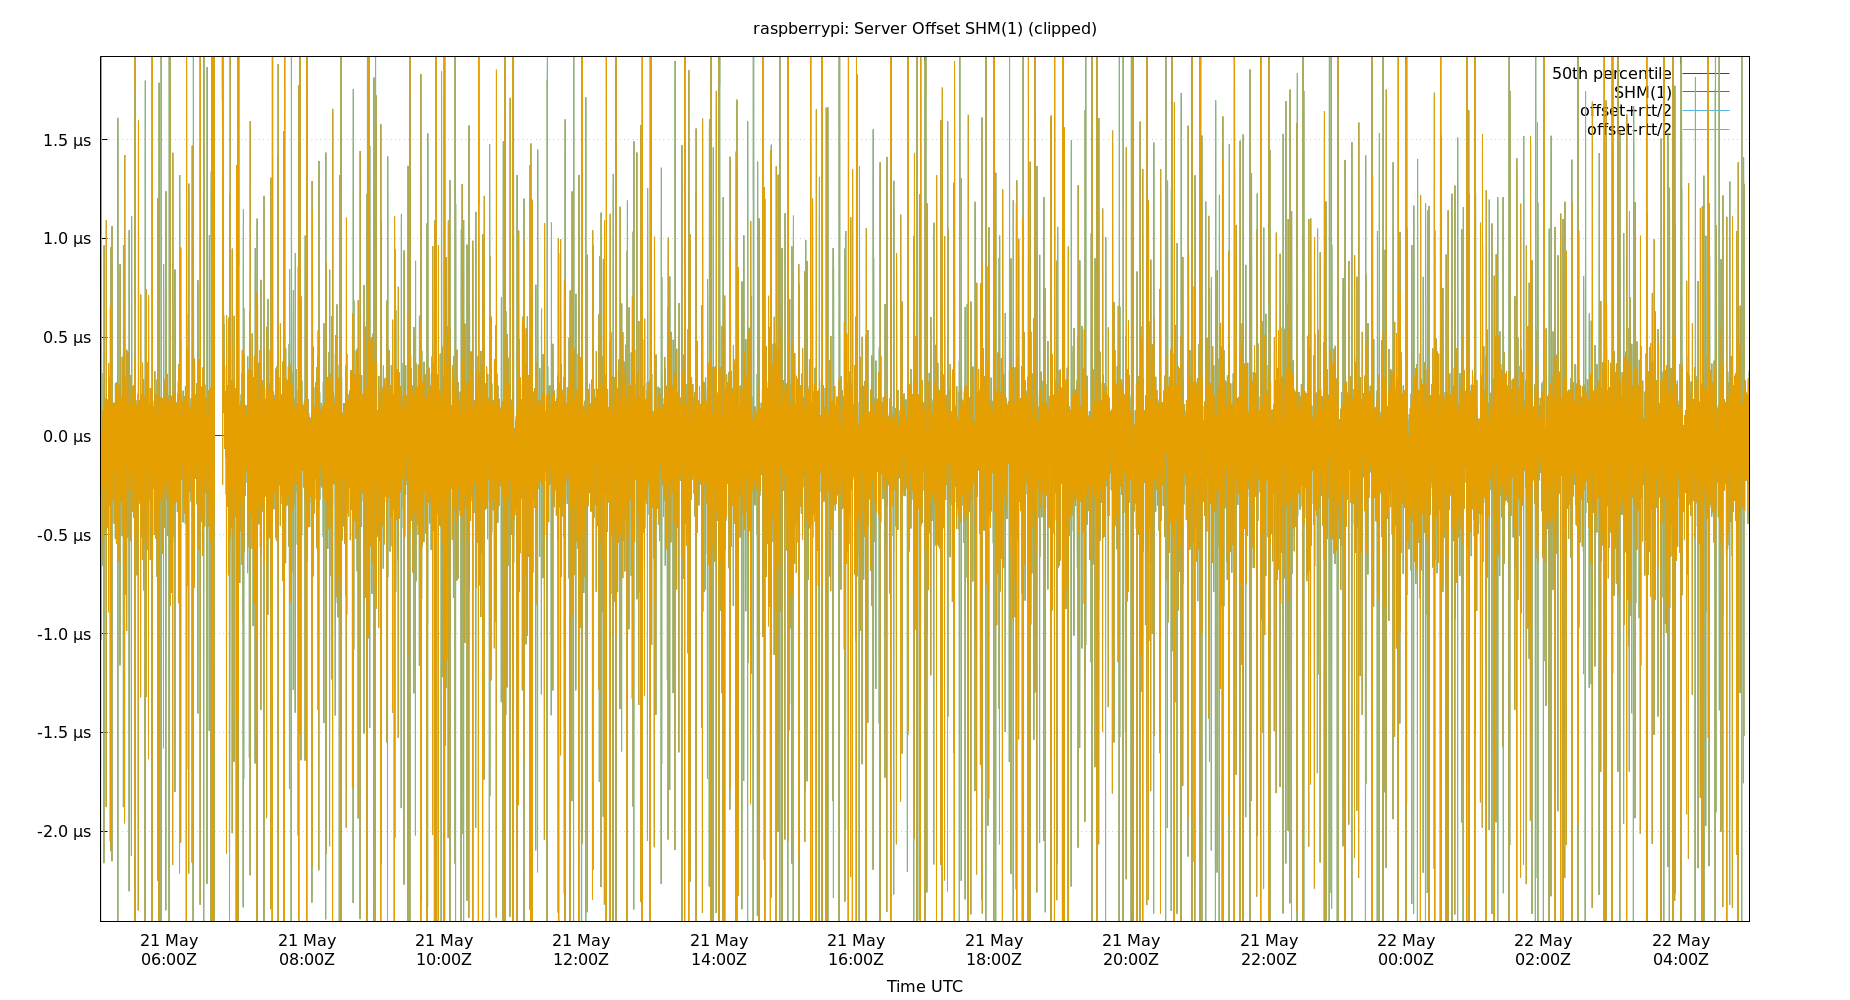 raspberrypi: Server Offset SHM(1) (clipped)
50th percentile
SHM(1)
offset+rtt/2
offset-rtt/2
1.5 µs
1.0 µs
0.5 µs
0.0 µs
-0.5 µs
-1.0 µs
-1.5 µs
-2.0 µs
21 May 21 May 21 May 21 May 21 May 21 May 21 May 21 May 21 May 22 May 22 May 22 May
06:00Z 08:00Z 10:00Z 12:00Z 14:00Z 16:00Z 18:00Z 20:00Z 22:00Z 00:00Z 02:00Z 04:00Z
Time UTC